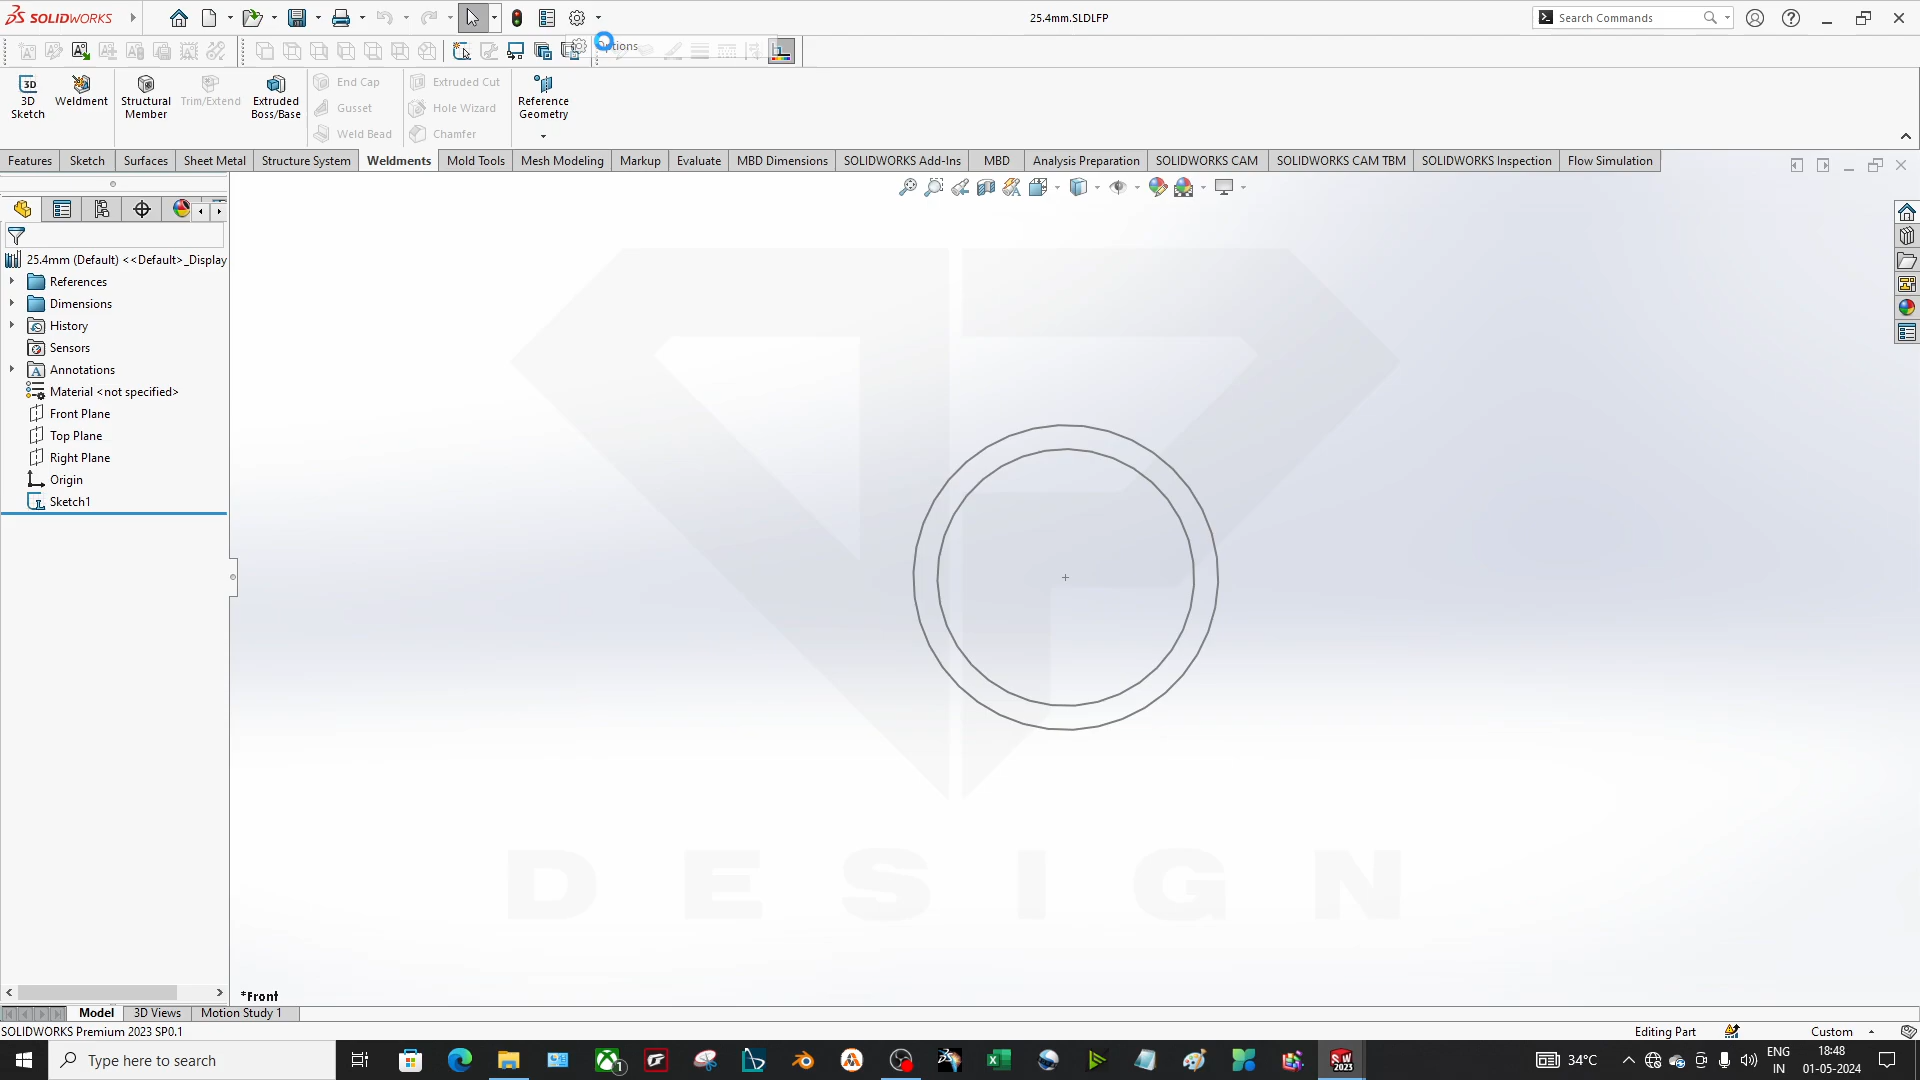 SOLIDWORKS
25.4mm.SLDLFP
Search Commands
Options
3D Sketch
Weldment
Structural Member
Trim/Extend
Extruded Boss/Base
End Cap
Gusset
Weld Bead
Extruded Cut
Hole Wizard
Chamfer
Reference Geometry
Features
Sketch
Surfaces
Sheet Metal
Structure System
Weldments
Mold Tools
Mesh Modeling
Markup
Evaluate
MBD Dimensions
SOLIDWORKS Add-Ins
MBD
Analysis Preparation
SOLIDWORKS CAM
SOLIDWORKS CAM TBM
SOLIDWORKS Inspection
Flow Simulation
25.4mm (Default) <<Default>_Display
References
Dimensions
History
Sensors
Annotations
Material <not specified>
Front Plane
Top Plane
Right Plane
Origin
Sketch1
DESIGN
*Front
Model
3D Views
Motion Study 1
SOLIDWORKS Premium 2023 SP0.1
Editing Part
Custom
Type here to search
34°C
ENG
IN
18:48
01-05-2024